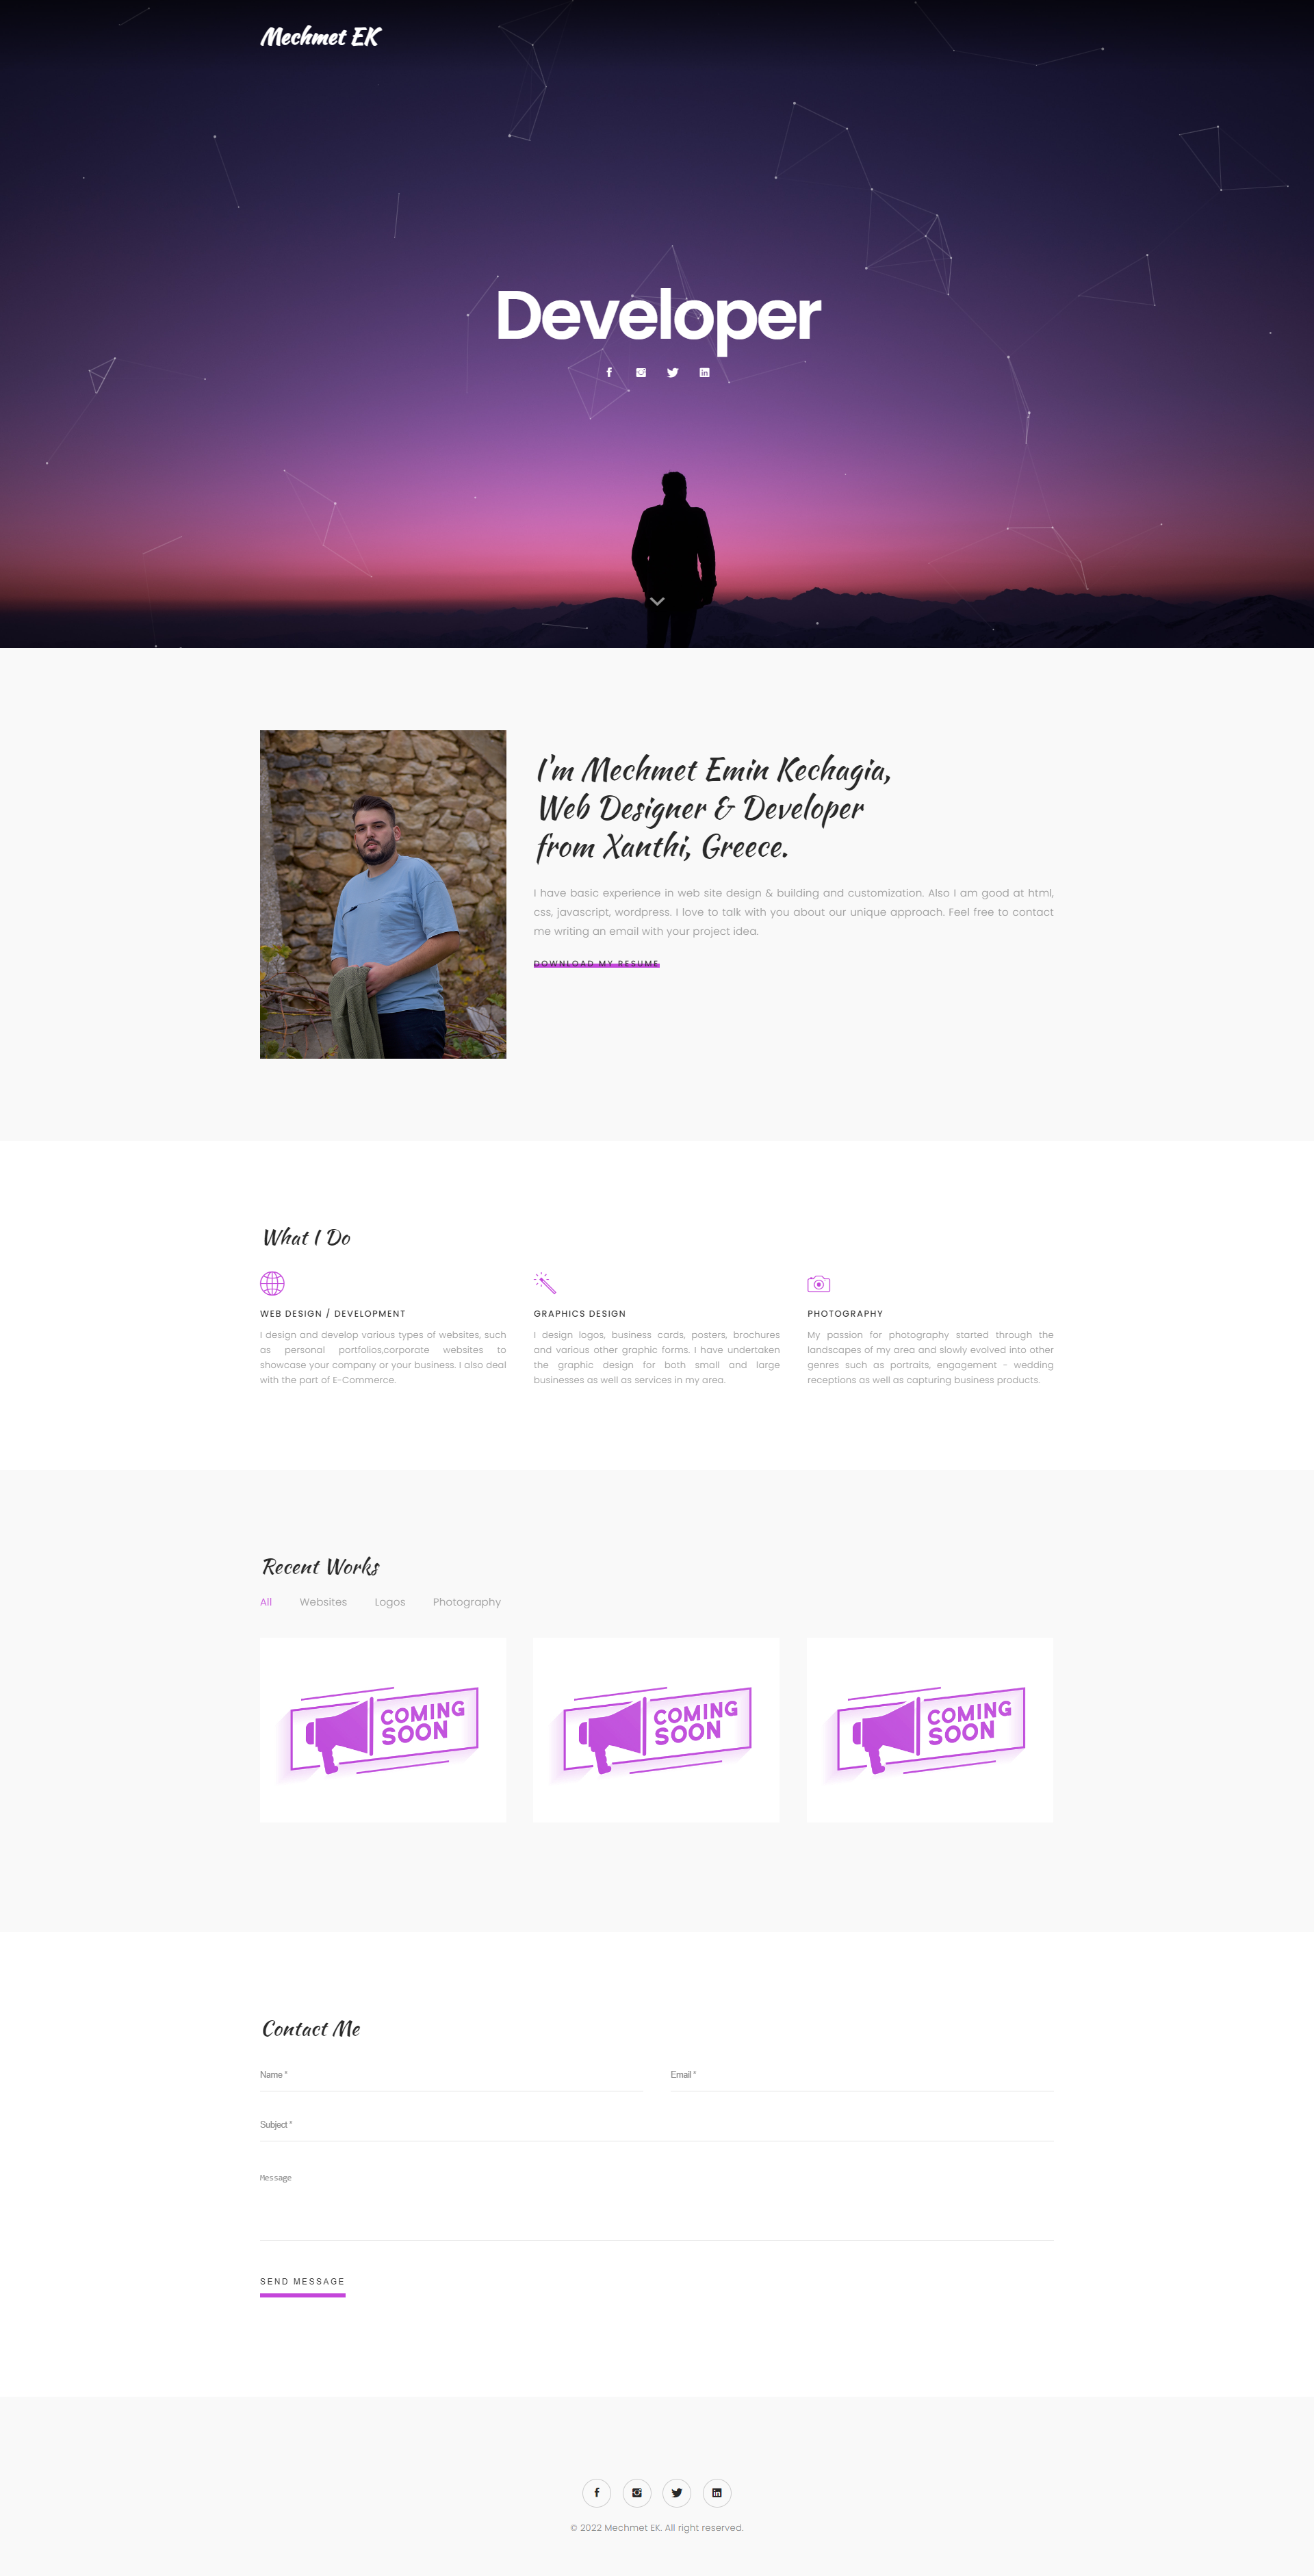 Mechmet EK
Developer
I'm Mechmet Emin Kechagia,
Web Designer & Developer
from Xanthi, Greece.
I have basic experience in web site design & building and customization. Also I am good at html,
css, javascript, wordpress. I love to talk with you about our unique approach. Feel free to contact
me writing an email with your project idea.
DOWNLOAD MY RESUME
What I Do
WEB DESIGN / DEVELOPMENT
I design and develop various types of websites, such
as personal portfolios,corporate websites to
showcase your company or your business. I also deal
with the part of E-Commerce.
GRAPHICS DESIGN
I design logos, business cards, posters, brochures
and various other graphic forms. I have undertaken
the graphic design for both small and large
businesses as well as services in my area.
PHOTOGRAPHY
My passion for photography started through the
landscapes of my area and slowly evolved into other
genres such as portraits, engagement - wedding
receptions as well as capturing business products.
Recent Works
All Websites Logos Photography
COMING
SOON
COMING
SOON
COMING
SOON
Contact Me
Name *
Email *
Subject *
Message
SEND MESSAGE
© 2022 Mechmet EK. All right reserved.